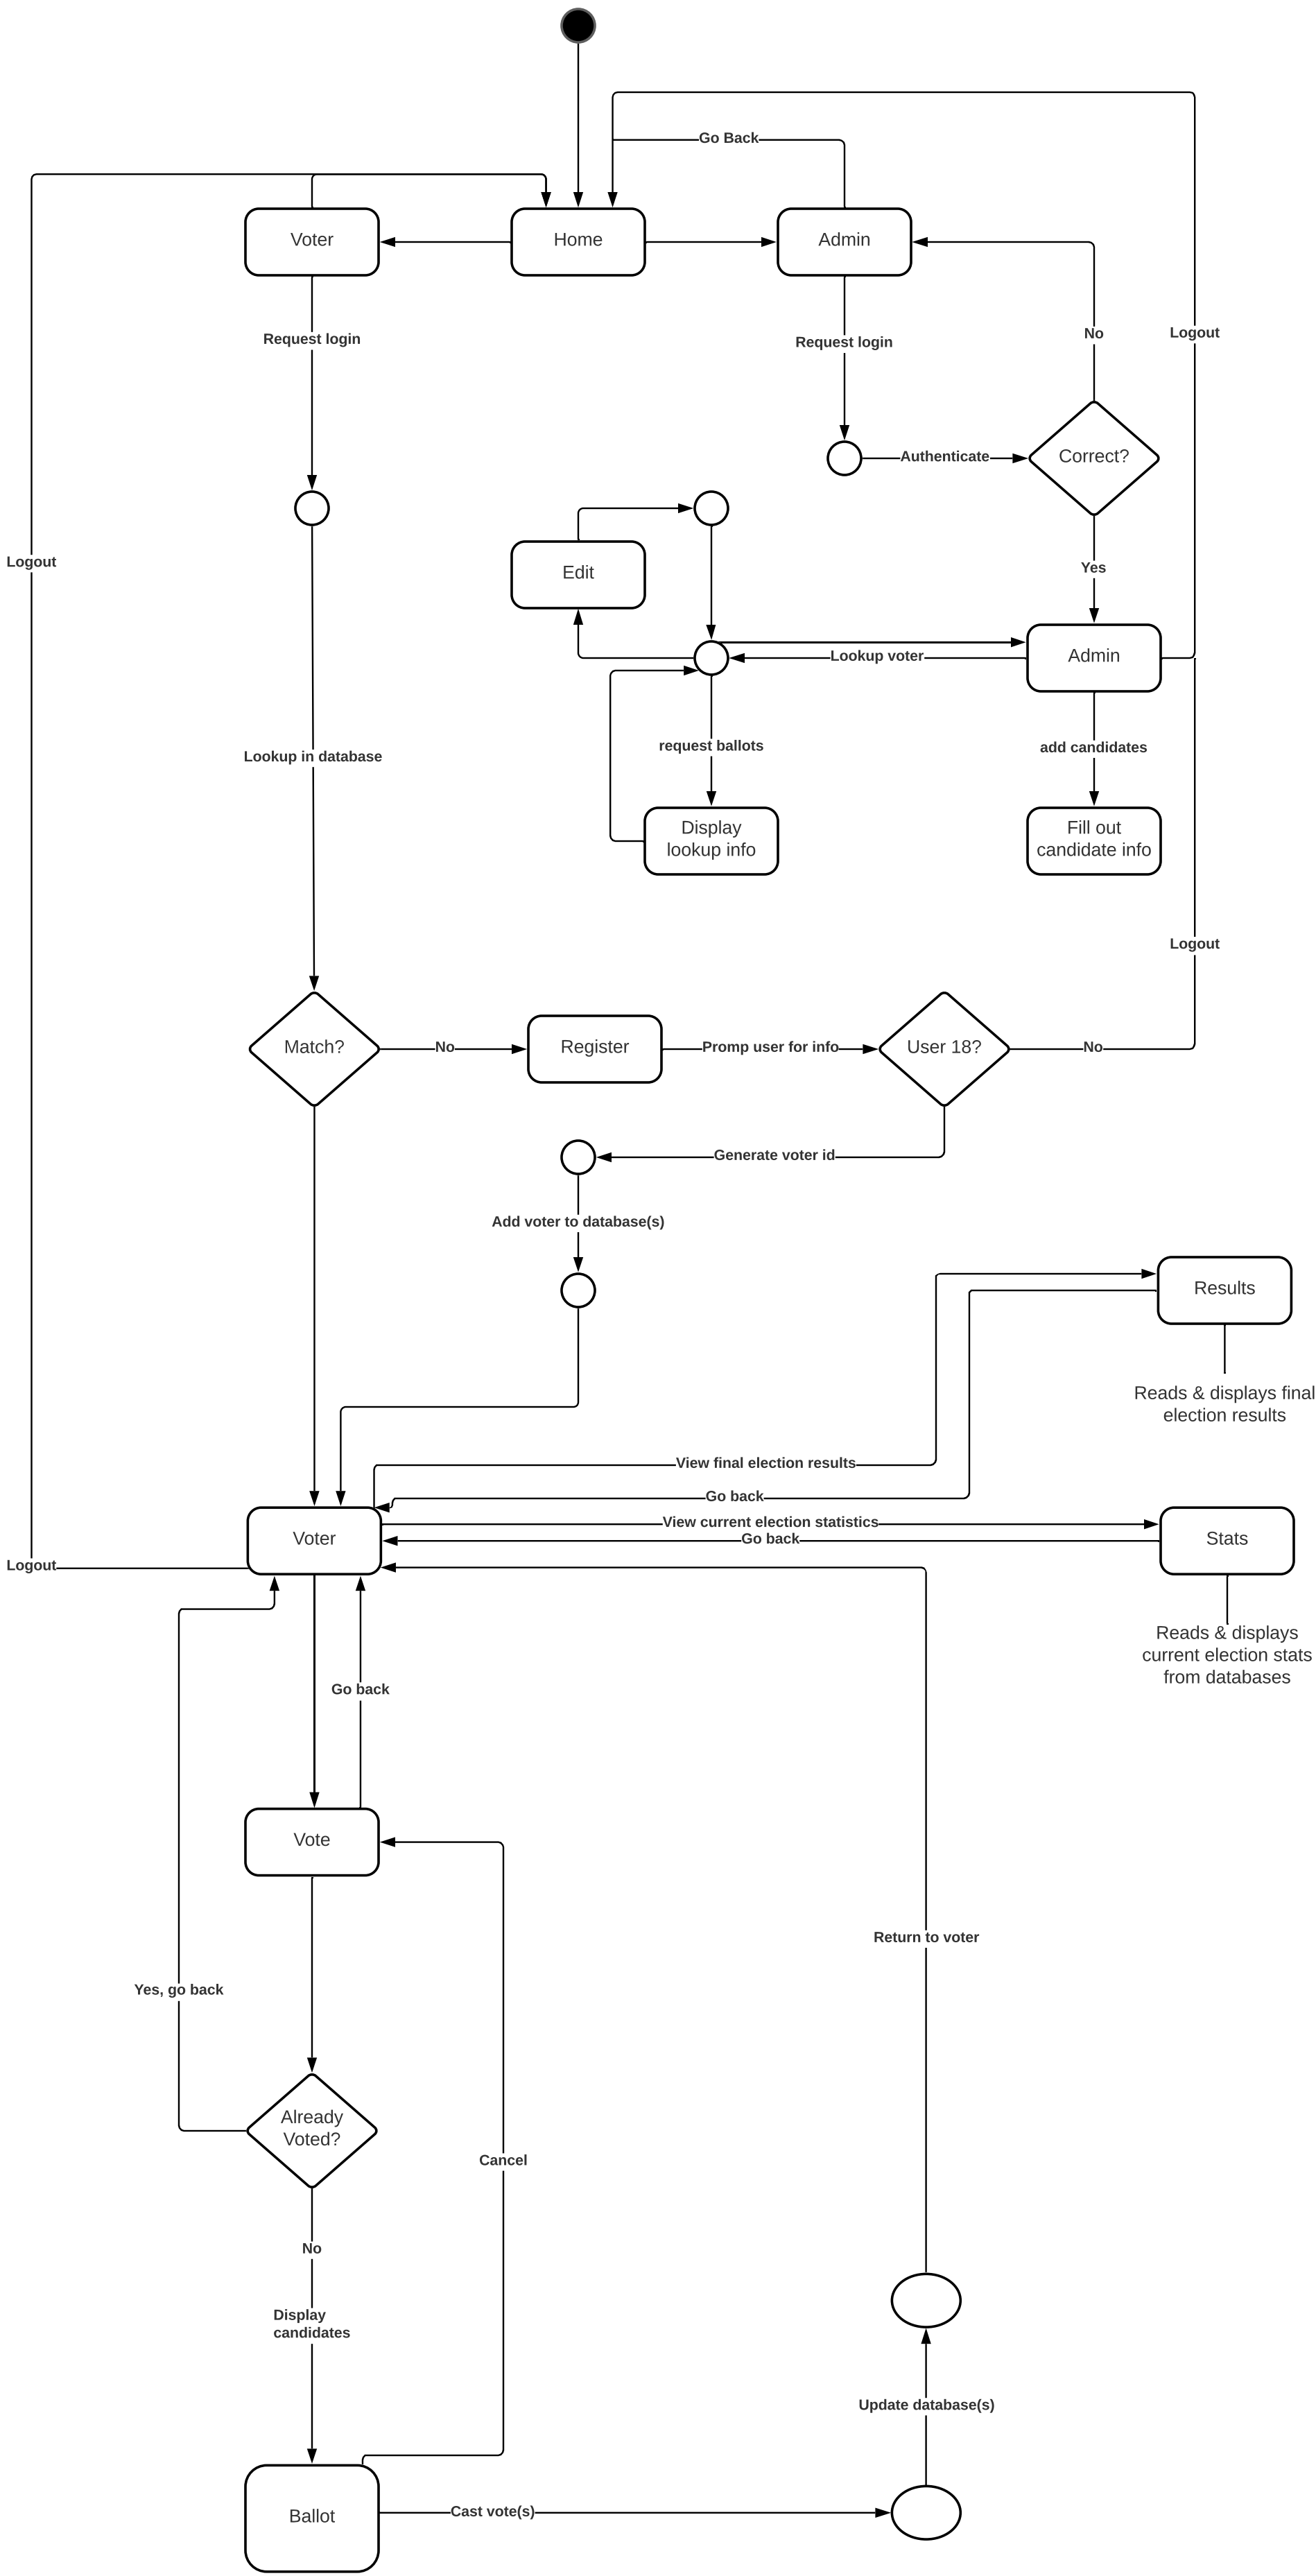 Go Back
Voter
Home
Admin
Request login
Request login
No
Logout
Authenticate
Correct?
Logout
Edit
Yes
Lookup voter
Admin
Lookup in database
request ballots
add candidates
Display
lookup info
Fill out
candidate info
Logout
Match?
No
Register
Promp user for info
User 18?
No
Generate voter id
Add voter to database(s)
Results
Reads & displays final
election results
View final election results
Go back
View current election statistics
Go back
Voter
Stats
Logout
Reads & displays
current election stats
from databases
Go back
Vote
Return to voter
Yes, go back
Already
Voted?
Cancel
No
Display
candidates
Update database(s)
Ballot
Cast vote(s)